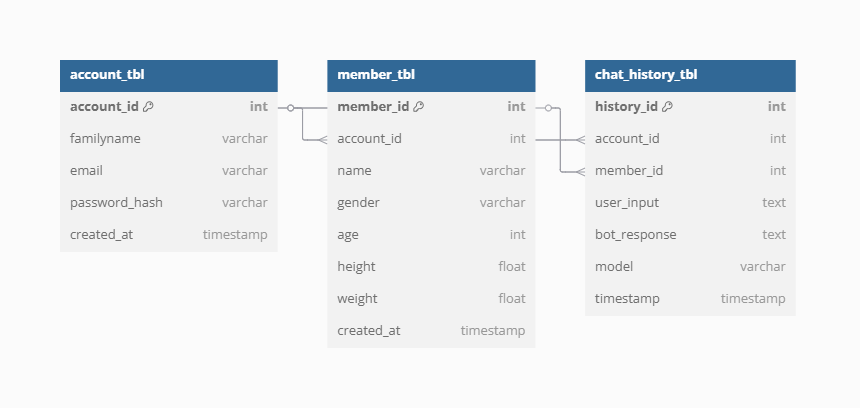 account_tbl
account_id int
familyname varchar
email varchar
password_hash varchar
created_at timestamp
member_tbl
member_id int
account_id int
name varchar
gender varchar
age int
height float
weight float
created_at timestamp
chat_history_tbl
history_id int
account_id int
member_id int
user_input text
bot_response text
model varchar
timestamp timestamp